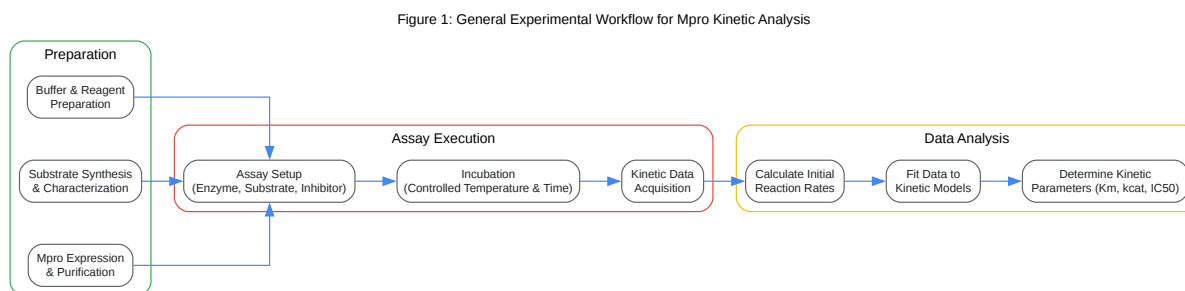 Figure 1: General Experimental Workflow for Mpro Kinetic Analysis
Preparation
Buffer & Reagent
Preparation
Substrate Synthesis
& Characterization
Mpro Expression
& Purification
Assay Execution
Assay Setup
(Enzyme, Substrate, Inhibitor)
Incubation
(Controlled Temperature & Time)
Kinetic Data
Acquisition
Data Analysis
Calculate Initial
Reaction Rates
Fit Data to
Kinetic Models
Determine Kinetic
Parameters (Km, kcat, IC50)